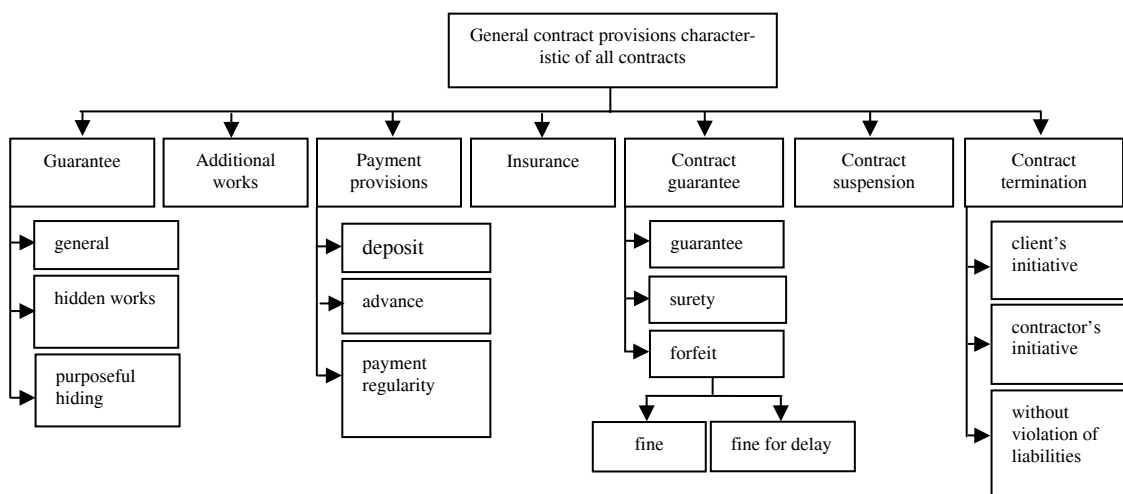 General contract provisions character-
istic of all contracts
Guarantee
Additional
works
Payment
provisions
Insurance
Contract
guarantee
Contract
suspension
Contract
termination
general
hidden works
purposeful
hiding
deposit
advance
payment
regularity
guarantee
surety
forfeit
fine
fine for delay
client's
initiative
contractor's
initiative
without
violation of
liabilities